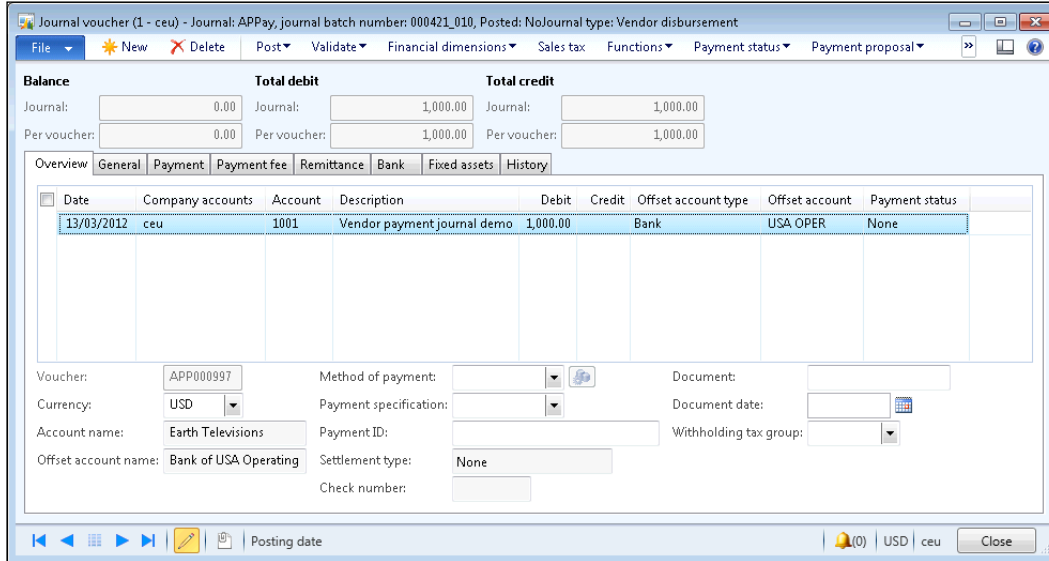 Journal voucher (1 - ceu) - Journal: APPay, journal batch number: 000421_010, Posted: NoJournal type: Vendor disbursement
File New Delete Post Validate Financial dimensions Sales tax Functions Payment status Payment proposal »
Balance Total debit Total credit
Journal: 0.00 Journal: 1,000.00 Journal: 1,000.00
Per voucher: 0.00 Per voucher: 1,000.00 Per voucher: 1,000.00
Overview General Payment Payment fee Remittance Bank Fixed assets History
Date Company accounts Account Description Debit Credit Offset account type Offset account Payment status
13/03/2012 ceu 1001 Vendor payment journal demo 1,000.00 Bank USA OPER None
Voucher: APP000997 Method of payment: Document:
Currency: USD Payment specification: Document date:
Account name: Earth Televisions Payment ID: Withholding tax group:
Offset account name: Bank of USA Operating Settlement type: None
Check number:
Posting date (0) USD ceu Close